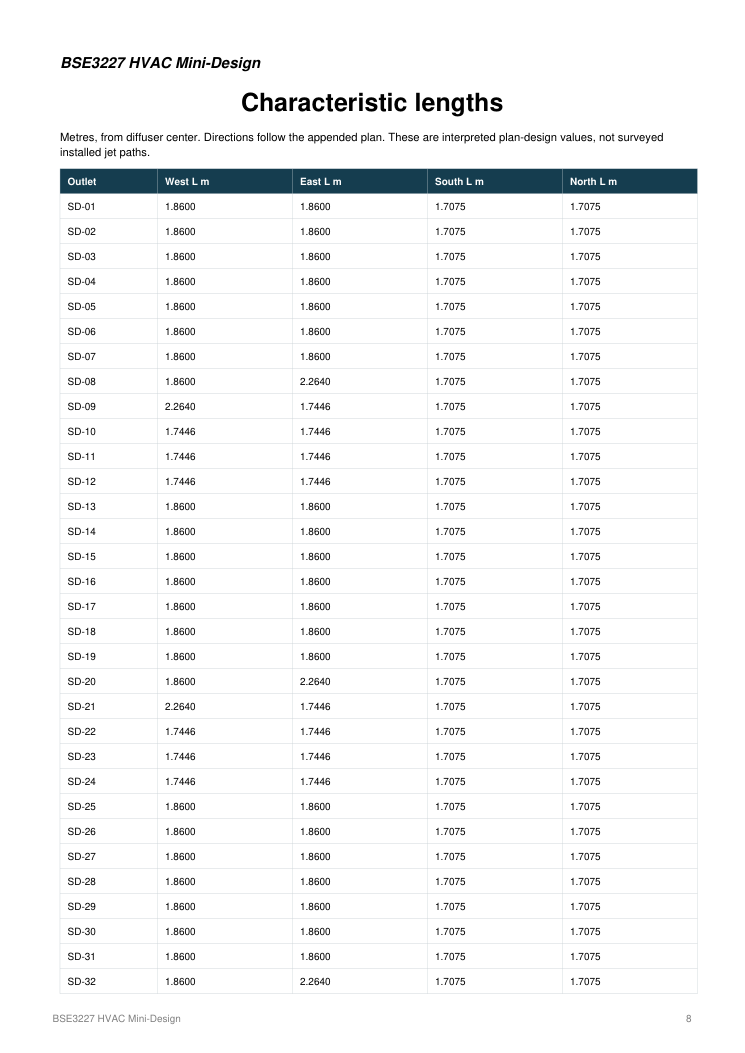 BSE3227 HVAC Mini-Design
Characteristic lengths
Metres, from diffuser center. Directions follow the appended plan. These are interpreted plan-design values, not surveyed
installed jet paths.
Outlet West L m East L m South L m North L m
SD-01 1.8600 1.8600 1.7075 1.7075
SD-02 1.8600 1.8600 1.7075 1.7075
SD-03 1.8600 1.8600 1.7075 1.7075
SD-04 1.8600 1.8600 1.7075 1.7075
SD-05 1.8600 1.8600 1.7075 1.7075
SD-06 1.8600 1.8600 1.7075 1.7075
SD-07 1.8600 1.8600 1.7075 1.7075
SD-08 1.8600 2.2640 1.7075 1.7075
SD-09 2.2640 1.7446 1.7075 1.7075
SD-10 1.7446 1.7446 1.7075 1.7075
SD-11 1.7446 1.7446 1.7075 1.7075
SD-12 1.7446 1.7446 1.7075 1.7075
SD-13 1.8600 1.8600 1.7075 1.7075
SD-14 1.8600 1.8600 1.7075 1.7075
SD-15 1.8600 1.8600 1.7075 1.7075
SD-16 1.8600 1.8600 1.7075 1.7075
SD-17 1.8600 1.8600 1.7075 1.7075
SD-18 1.8600 1.8600 1.7075 1.7075
SD-19 1.8600 1.8600 1.7075 1.7075
SD-20 1.8600 2.2640 1.7075 1.7075
SD-21 2.2640 1.7446 1.7075 1.7075
SD-22 1.7446 1.7446 1.7075 1.7075
SD-23 1.7446 1.7446 1.7075 1.7075
SD-24 1.7446 1.7446 1.7075 1.7075
SD-25 1.8600 1.8600 1.7075 1.7075
SD-26 1.8600 1.8600 1.7075 1.7075
SD-27 1.8600 1.8600 1.7075 1.7075
SD-28 1.8600 1.8600 1.7075 1.7075
SD-29 1.8600 1.8600 1.7075 1.7075
SD-30 1.8600 1.8600 1.7075 1.7075
SD-31 1.8600 1.8600 1.7075 1.7075
SD-32 1.8600 2.2640 1.7075 1.7075
BSE3227 HVAC Mini-Design 8